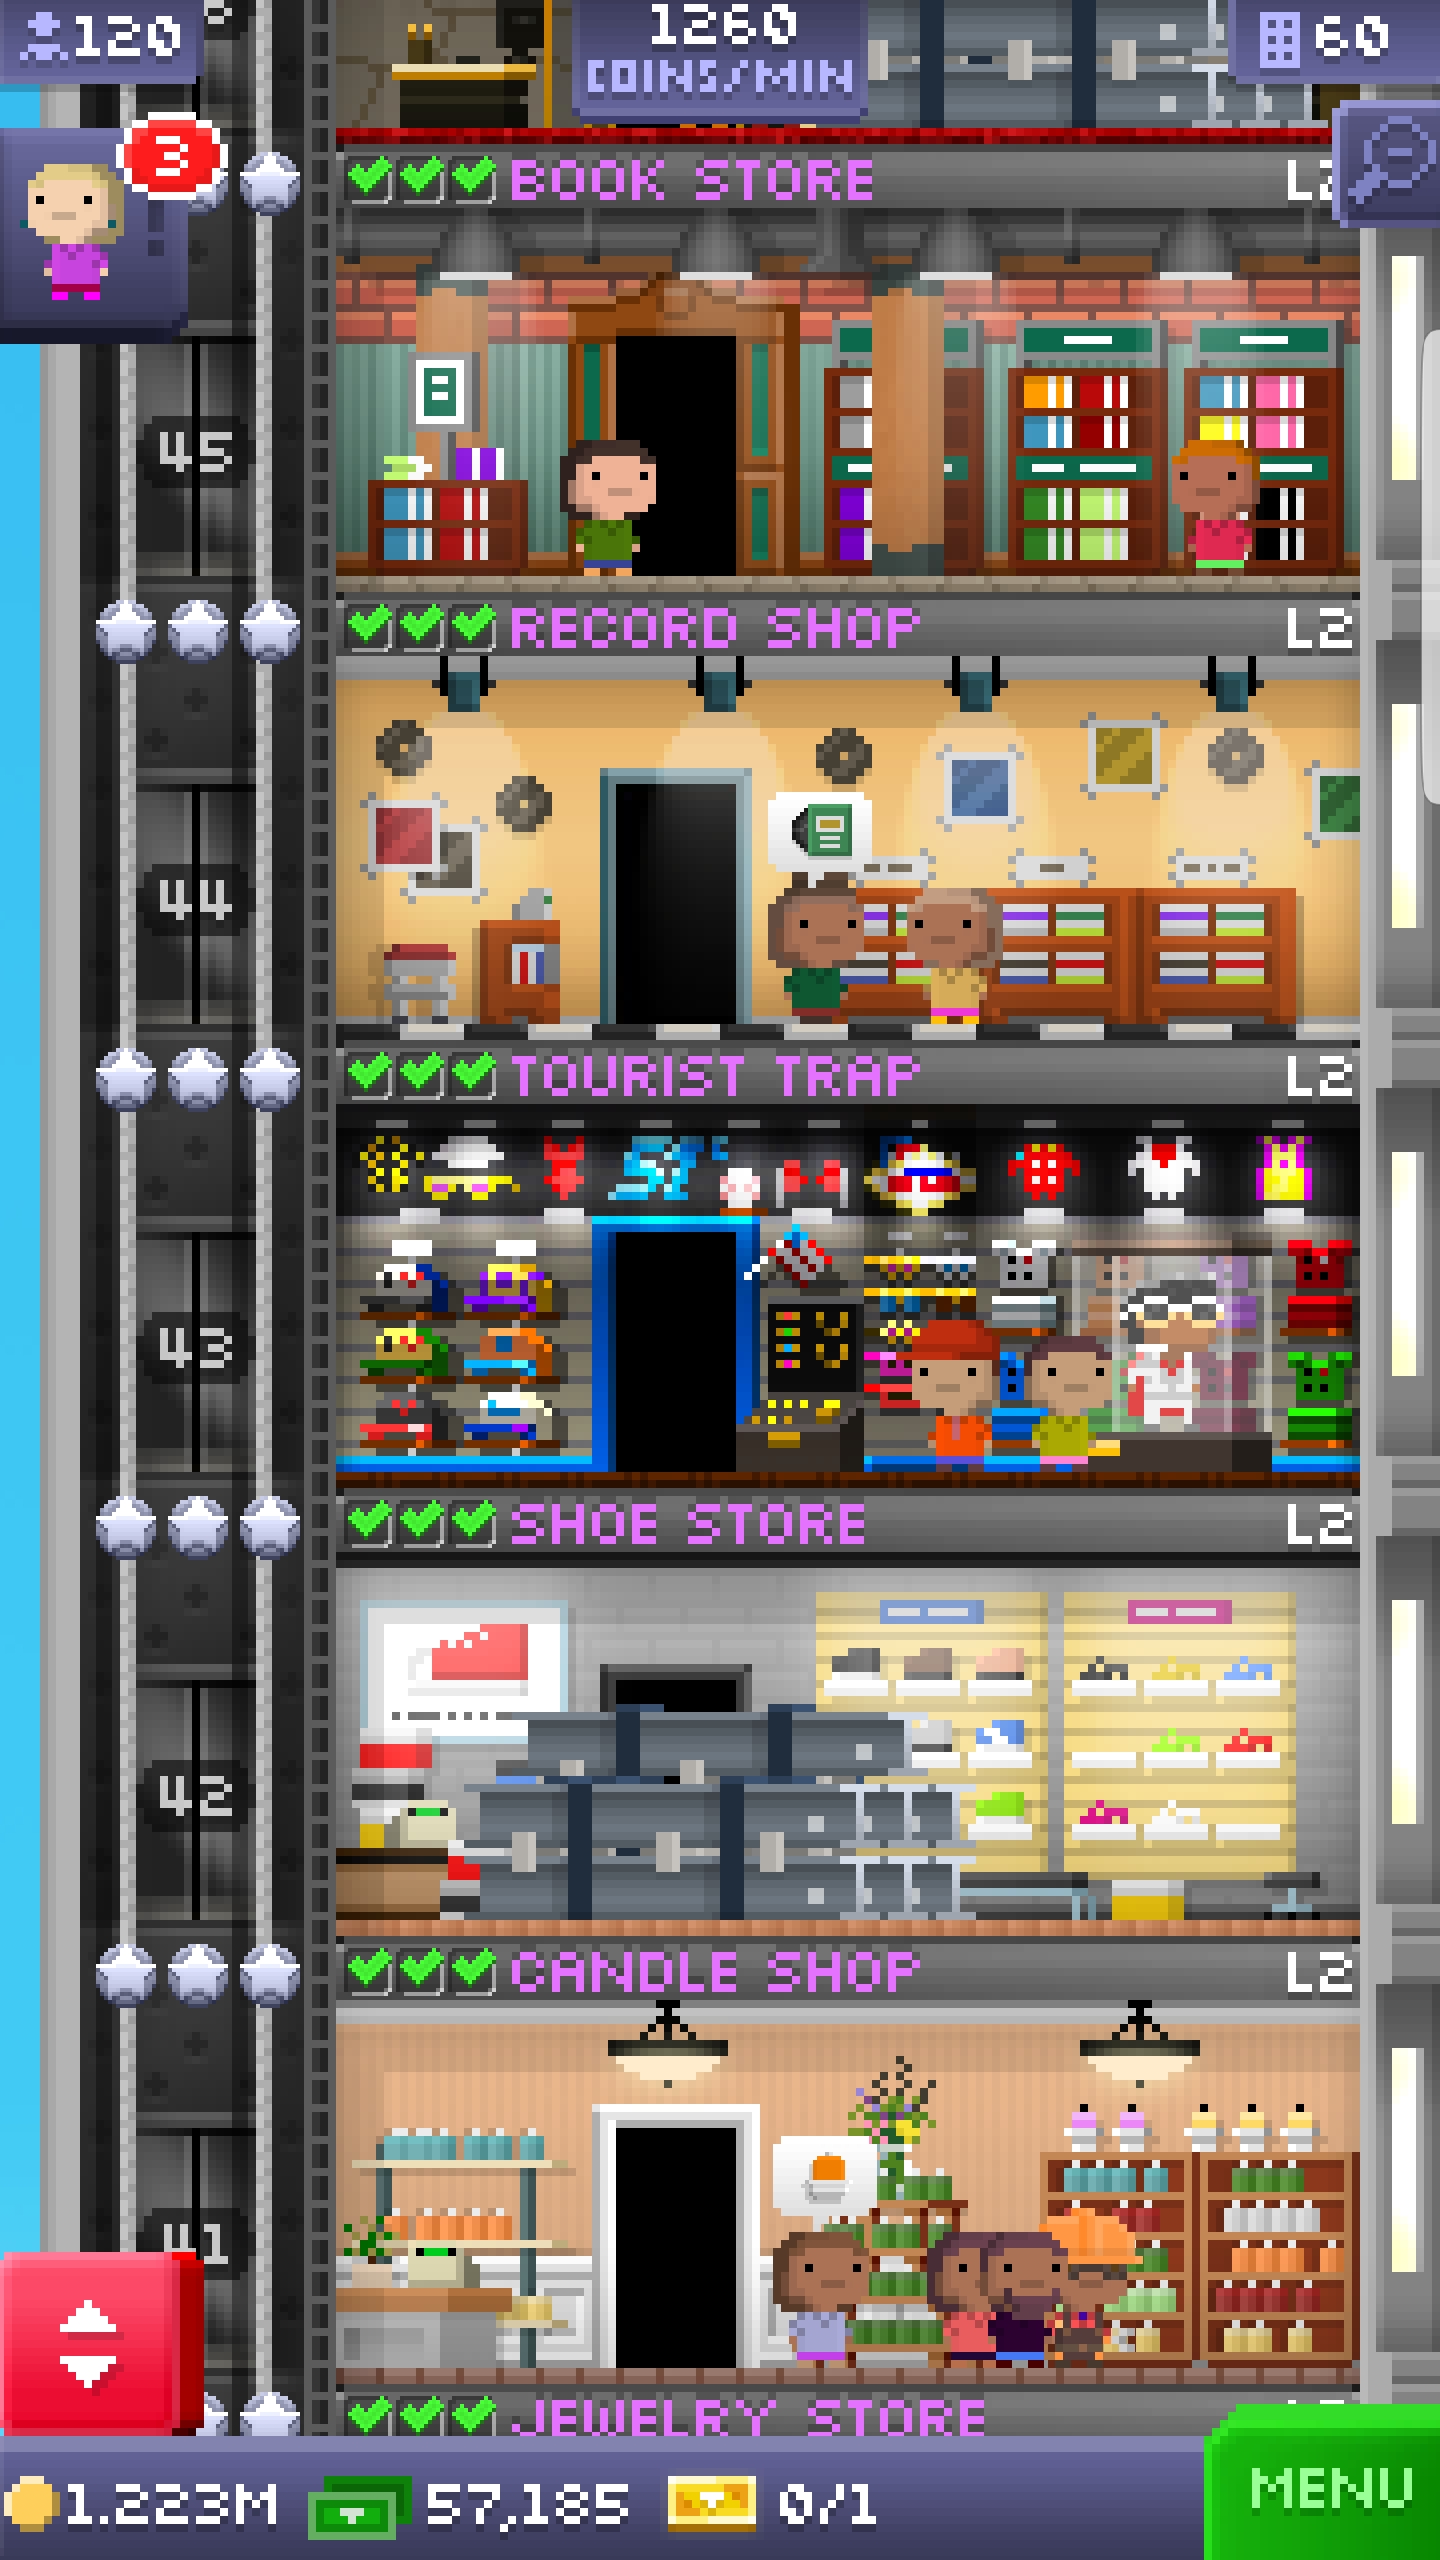 120
1260
COINS/MIN
60
3
BOOK STORE
45
RECORD SHOP L2
44
TOURIST TRAP L2
43
SHOE STORE L2
42
CANDLE SHOP L2
41
JEWELRY STORE
1.223M 57,185 0/1
MENU